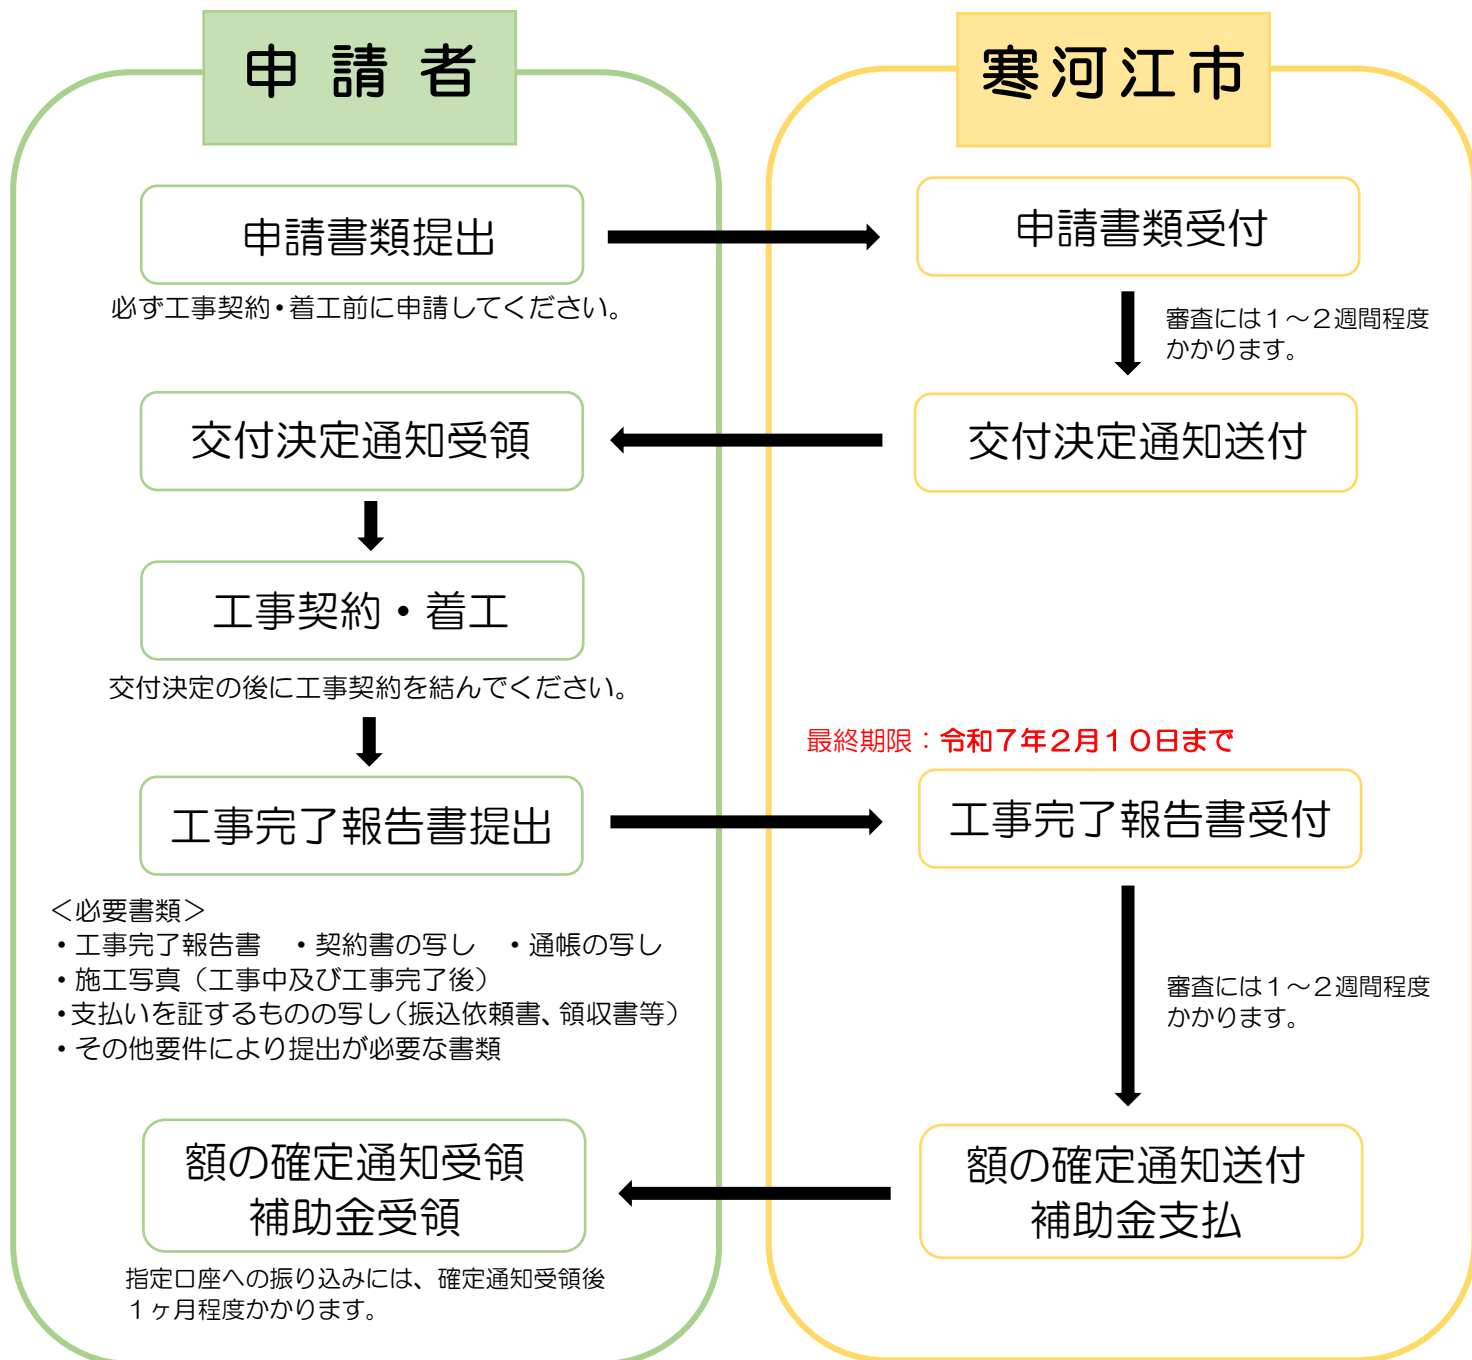 申請者
寒河江市
申請書類提出
申請書類受付
必ず工事契約・着工前に申請してください。
審査には１～２週間程度
かかります。
交付決定通知受領
交付決定通知送付
工事契約・着工
交付決定の後に工事契約を結んでください。
最終期限：令和７年２月１０日まで
工事完了報告書提出
工事完了報告書受付
＜必要書類＞
・工事完了報告書　・契約書の写し　・通帳の写し
・施工写真（工事中及び工事完了後）
・支払いを証するものの写し（振込依頼書、領収書等）
・その他要件により提出が必要な書類
審査には１～２週間程度
かかります。
額の確定通知受領
補助金受領
額の確定通知送付
補助金支払
指定口座への振り込みには、確定通知受領後
１ヶ月程度かかります。